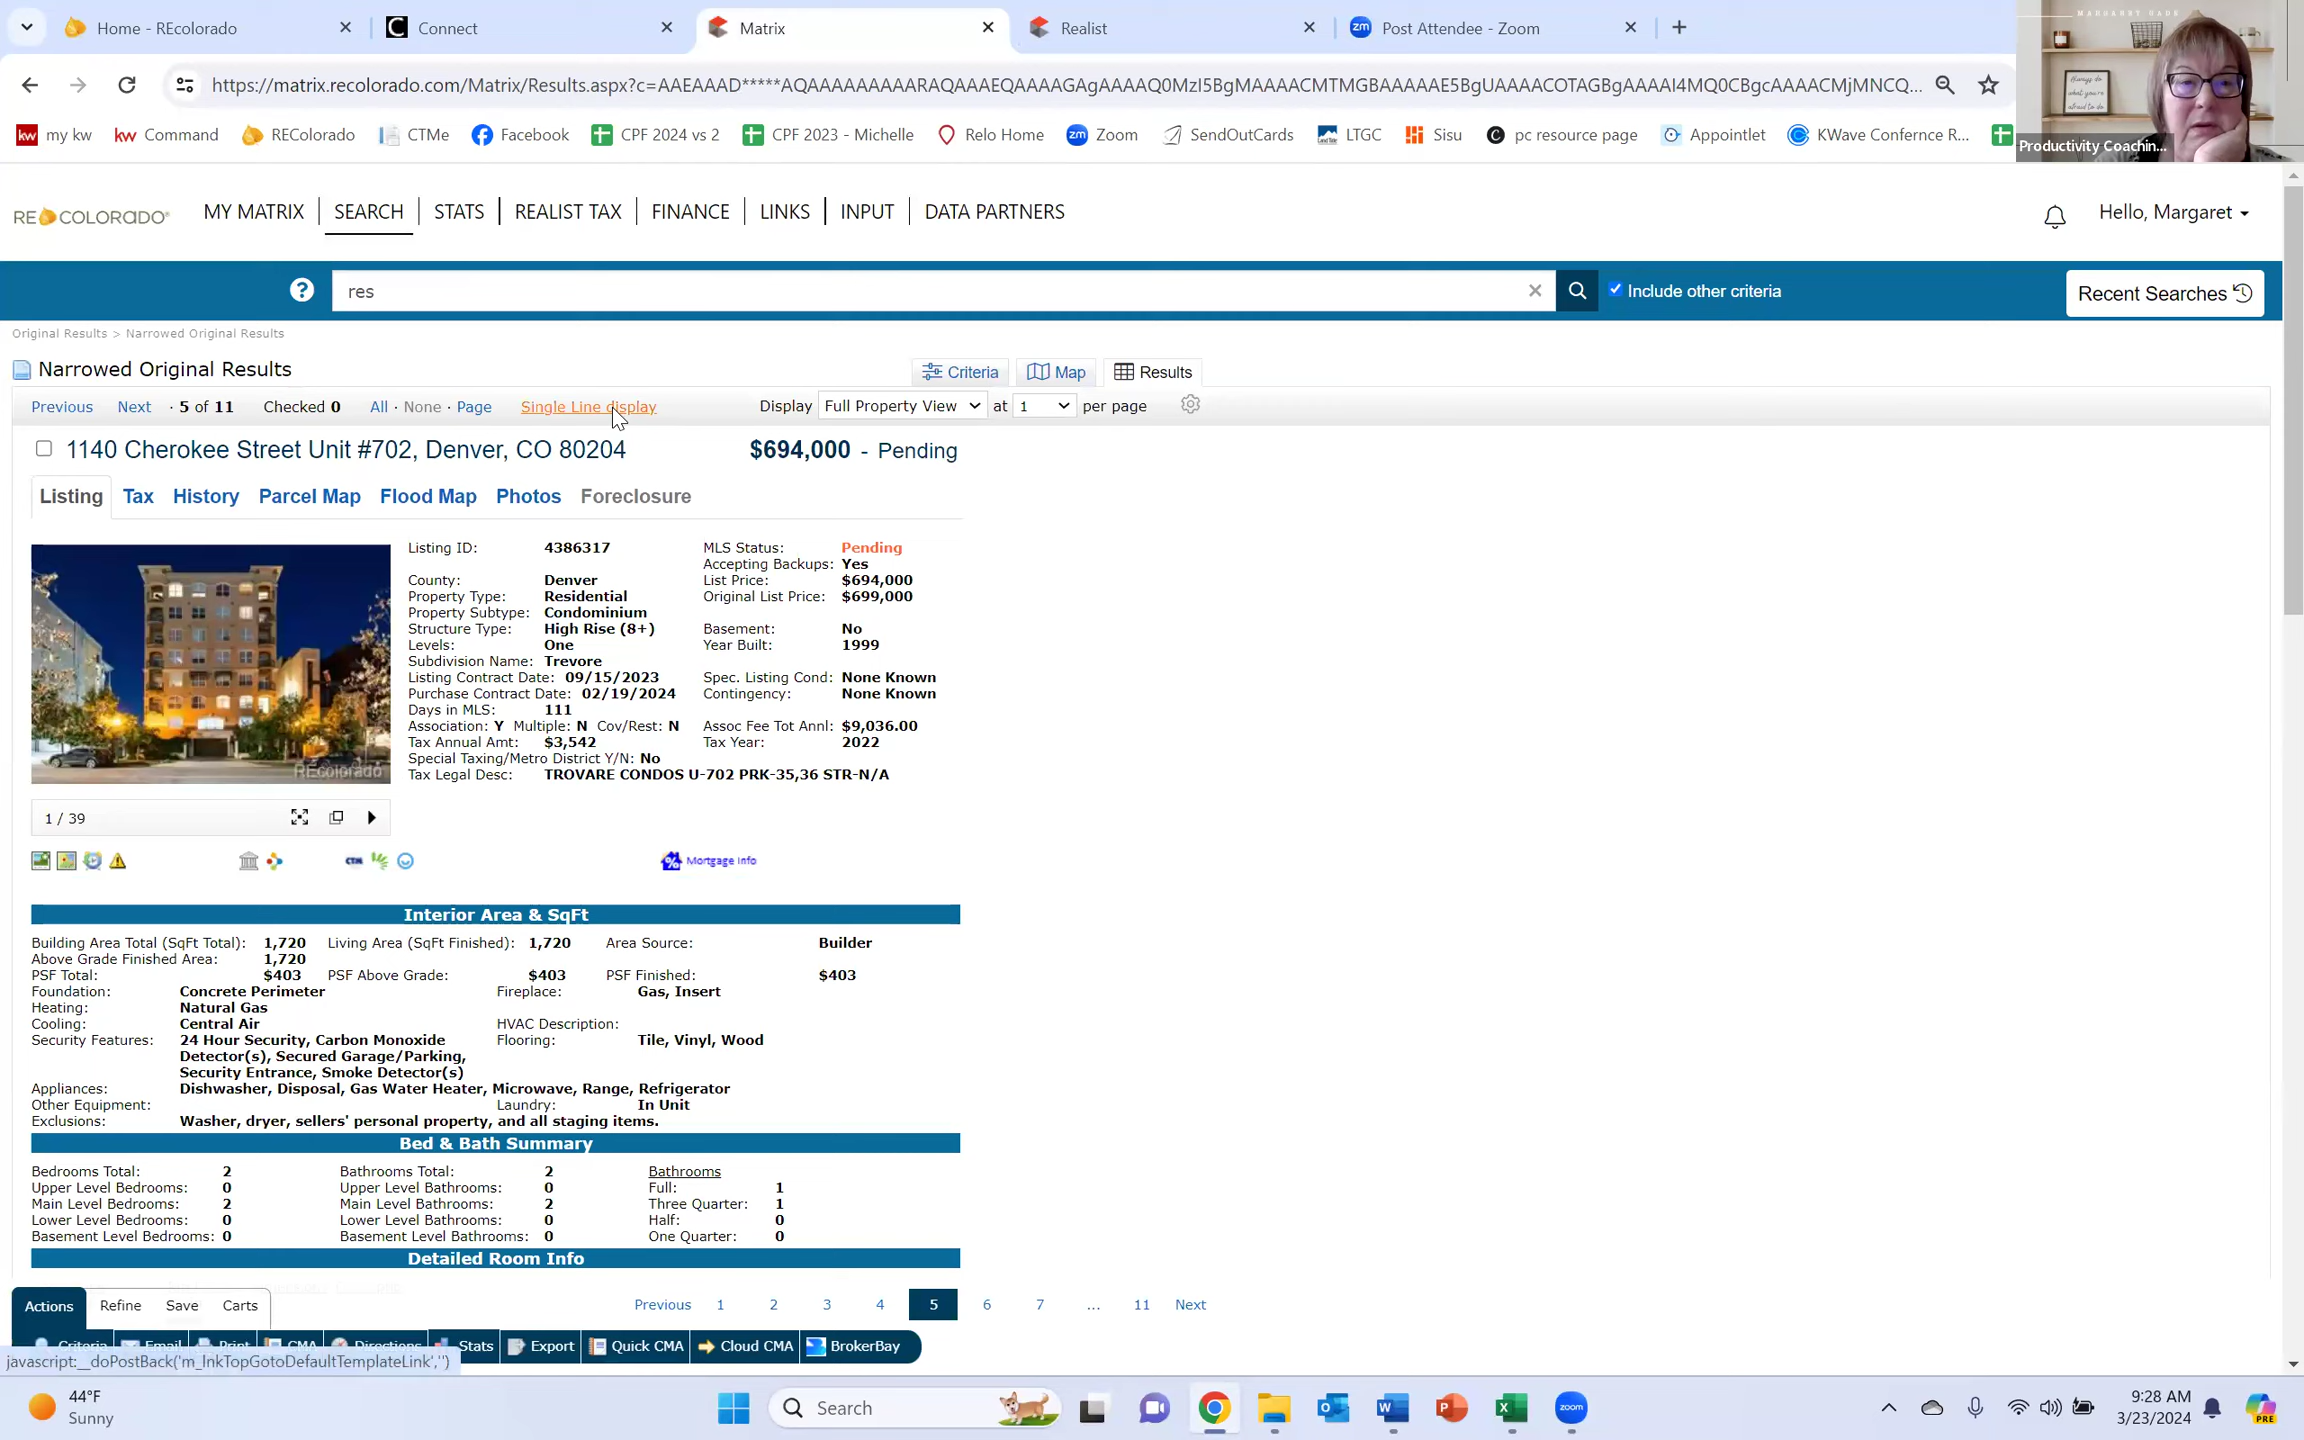 Home - REcolorado
Connect
Matrix
Realist
Post Attendee - Zoom
https://matrix.recolorado.com/Matrix/Results.aspx?c=AAEAAAD*****AQAAAAAAAAARAQAAAEQAAAAGAgAAAAQ0MzI5BgMAAAACMTMGBAAAAAE5BgUAAAACOTAGBgAAAAI4MQ0CBgcAAAACMjMNCQ...
my kw
Command
REColorado
CTMe
Facebook
CPF 2024 vs 2
CPF 2023 - Michelle
Relo Home
Zoom
SendOutCards
LTGC
Sisu
pc resource page
Appointlet
KWave Confernce R...
Productivity Coachin...
RECOLORADO
MY MATRIX
SEARCH
STATS
REALIST TAX
FINANCE
LINKS
INPUT
DATA PARTNERS
Hello, Margaret
res
Include other criteria
Recent Searches
Original Results > Narrowed Original Results
Narrowed Original Results
Criteria
Map
Results
Previous Next · 5 of 11 Checked 0 All · None · Page Single Line display Display Full Property View at 1 per page
1140 Cherokee Street Unit #702, Denver, CO 80204 $694,000 - Pending
Listing Tax History Parcel Map Flood Map Photos Foreclosure
Listing ID: 4386317 MLS Status: Pending
Accepting Backups: Yes
County: Denver List Price: $694,000
Property Type: Residential Original List Price: $699,000
Property Subtype: Condominium
Structure Type: High Rise (8+) Basement: No
Levels: One Year Built: 1999
Subdivision Name: Trevore
Listing Contract Date: 09/15/2023 Spec. Listing Cond: None Known
Purchase Contract Date: 02/19/2024 Contingency: None Known
Days in MLS: 111
Association: Y Multiple: N Cov/Rest: N Assoc Fee Tot Annl: $9,036.00
Tax Annual Amt: $3,542 Tax Year: 2022
Special Taxing/Metro District Y/N: No
Tax Legal Desc: TROVARE CONDOS U-702 PRK-35,36 STR-N/A
REcolorado
1 / 39
CTM
Mortgage Info
Interior Area & SqFt
Building Area Total (SqFt Total): 1,720 Living Area (SqFt Finished): 1,720 Area Source: Builder
Above Grade Finished Area: 1,720
PSF Total: $403 PSF Above Grade: $403 PSF Finished: $403
Foundation: Concrete Perimeter Fireplace: Gas, Insert
Heating: Natural Gas
Cooling: Central Air HVAC Description:
Security Features: 24 Hour Security, Carbon Monoxide Flooring: Tile, Vinyl, Wood
Detector(s), Secured Garage/Parking,
Security Entrance, Smoke Detector(s)
Appliances: Dishwasher, Disposal, Gas Water Heater, Microwave, Range, Refrigerator
Other Equipment: Laundry: In Unit
Exclusions: Washer, dryer, sellers' personal property, and all staging items.
Bed & Bath Summary
Bedrooms Total: 2 Bathrooms Total: 2 Bathrooms
Upper Level Bedrooms: 0 Upper Level Bathrooms: 0 Full: 1
Main Level Bedrooms: 2 Main Level Bathrooms: 2 Three Quarter: 1
Lower Level Bedrooms: 0 Lower Level Bathrooms: 0 Half: 0
Basement Level Bedrooms: 0 Basement Level Bathrooms: 0 One Quarter: 0
Detailed Room Info
Actions Refine Save Carts
Previous 1 2 3 4 5 6 7 ... 11 Next
Criteria Email Print CMA Directions Stats Export Quick CMA Cloud CMA BrokerBay
javascript:__doPostBack('m_lnkTopGotoDefaultTemplateLink','')
44°F
Sunny
Search
zoom
9:28 AM
3/23/2024
PRE